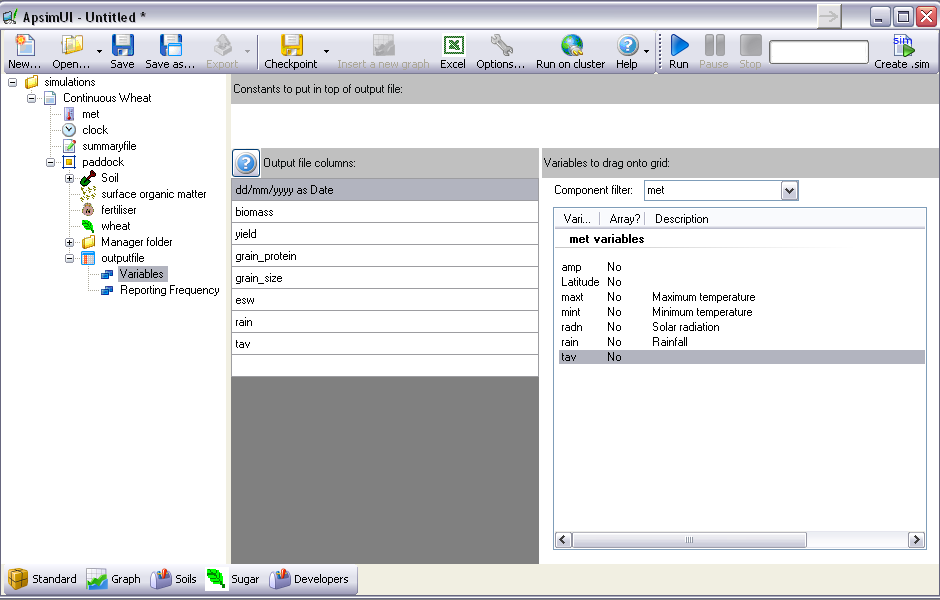 ApsimUI - Untitled *
New... Open... Save Save as... Export Checkpoint Insert a new graph Excel Options... Run on cluster Help Run Pause Stop Create .sim
simulations
Continuous Wheat
met
clock
summaryfile
paddock
Soil
surface organic matter
fertiliser
wheat
Manager folder
outputfile
Variables
Reporting Frequency
Constants to put in top of output file:
Output file columns:
dd/mm/yyyy as Date
biomass
yield
grain_protein
grain_size
esw
rain
tav
Variables to drag onto grid:
Component filter: met
Vari... Array? Description
met variables
amp No
Latitude No
maxt No Maximum temperature
mint No Minimum temperature
radn No Solar radiation
rain No Rainfall
tav No
Standard Graph Soils Sugar Developers